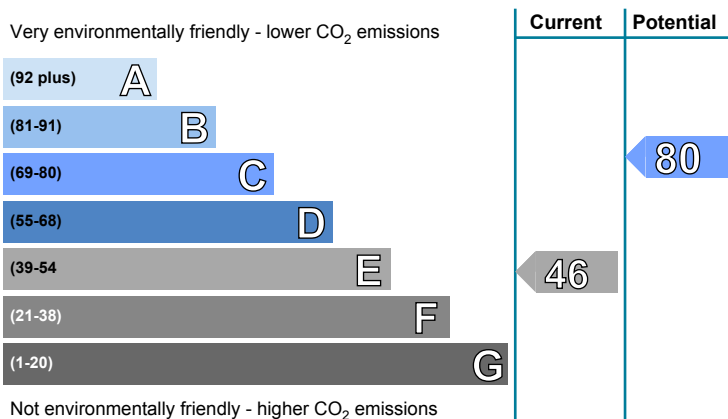 Very environmentally friendly - lower CO₂ emissions
Current
Potential
(92 plus) A
(81-91) B
(69-80) C
80
(55-68) D
(39-54 E
46
(21-38) F
(1-20) G
Not environmentally friendly - higher CO₂ emissions